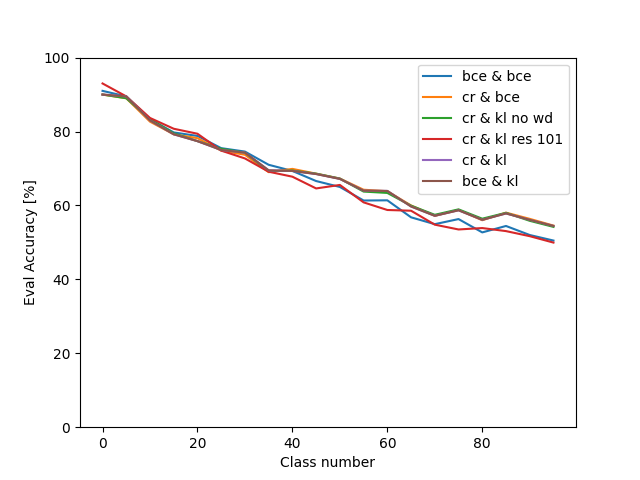 100
80
60
40
20
0
Eval Accuracy [%]
bce & bce
cr & bce
cr & kl no wd
cr & kl res 101
cr & kl
bce & kl
0 20 40 60 80
Class number